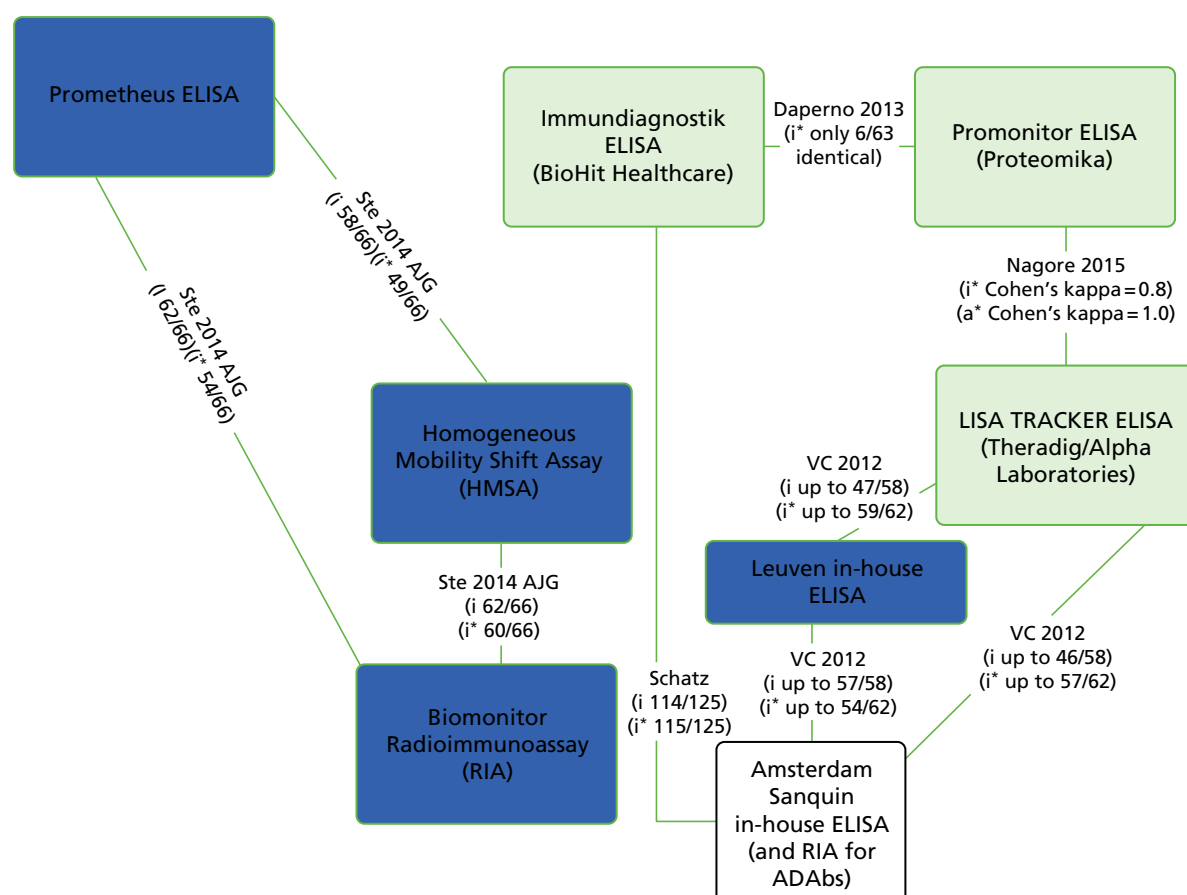 Prometheus ELISA
Immundiagnostik
ELISA
(BioHit Healthcare)
Daperno 2013
(i* only 6/63
identical)
Promonitor ELISA
(Proteomika)
Ste 2014 AJG
(i 58/66)(i* 49/66)
Ste 2014 AJG
(i 62/66)(i* 54/66)
Nagore 2015
(i* Cohen's kappa=0.8)
(a* Cohen's kappa=1.0)
Homogeneous
Mobility Shift Assay
(HMSA)
LISA TRACKER ELISA
(Theradig/Alpha
Laboratories)
VC 2012
(i up to 47/58)
(i* up to 59/62)
Leuven in-house
ELISA
Ste 2014 AJG
(i 62/66)
(i* 60/66)
VC 2012
(i up to 46/58)
(i* up to 57/62)
VC 2012
(i up to 57/58)
(i* up to 54/62)
Schatz
(i 114/125)
(i* 115/125)
Biomonitor
Radioimmunoassay
(RIA)
Amsterdam
Sanquin
in-house ELISA
(and RIA for
ADAbs)